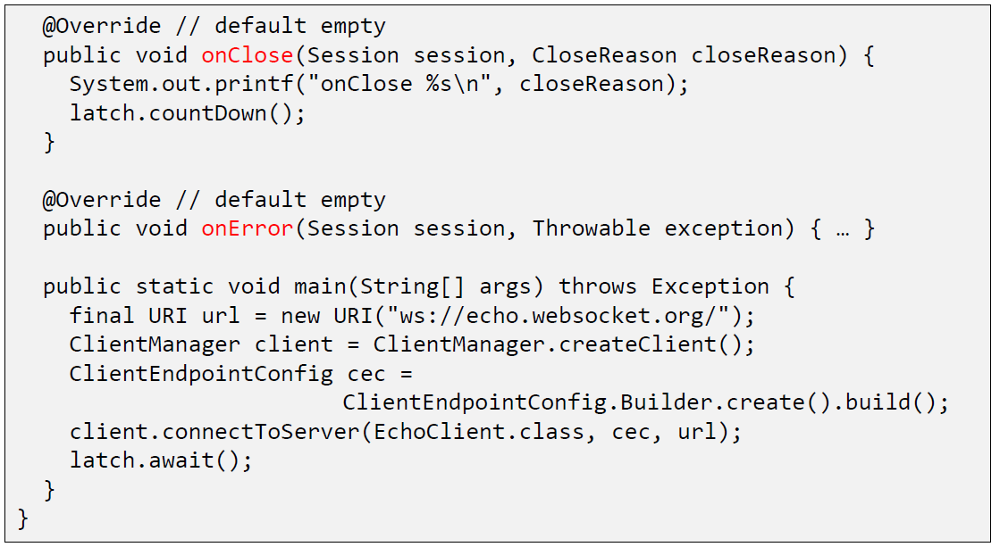 @Override // default empty
public void onClose(Session session, CloseReason closeReason) {
System.out.printf("onClose %s\n", closeReason);
latch.countDown();
}
@Override // default empty
public void onError(Session session, Throwable exception) { … }
public static void main(String[] args) throws Exception {
final URI url = new URI("ws://echo.websocket.org/");
ClientManager client = ClientManager.createClient();
ClientEndpointConfig cec =
ClientEndpointConfig.Builder.create().build();
client.connectToServer(EchoClient.class, cec, url);
latch.await();
}
}